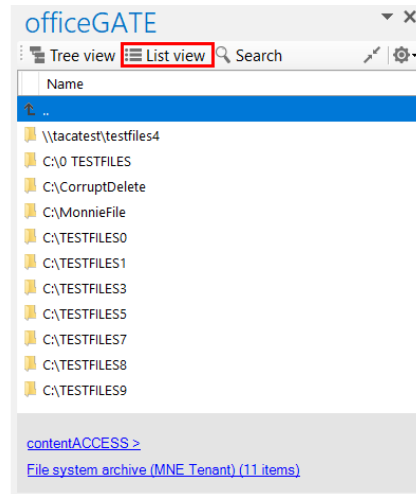 officeGATE
Tree view List view Search
Name
..
\\tacatest\testfiles4
C:\0 TESTFILES
C:\CorruptDelete
C:\MonnieFile
C:\TESTFILES0
C:\TESTFILES1
C:\TESTFILES3
C:\TESTFILES5
C:\TESTFILES7
C:\TESTFILES8
C:\TESTFILES9
contentACCESS >
File system archive (MNE Tenant) (11 items)